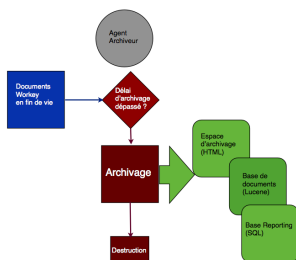 Agent
Archiveur
Documents
Workey
en fin de vie
Délai
d'archivage
dépassé ?
Espace
d'archivage
(HTML)
Archivage
Base de
documents
(Lucene)
Base Reporting
(SQL)
Destruction